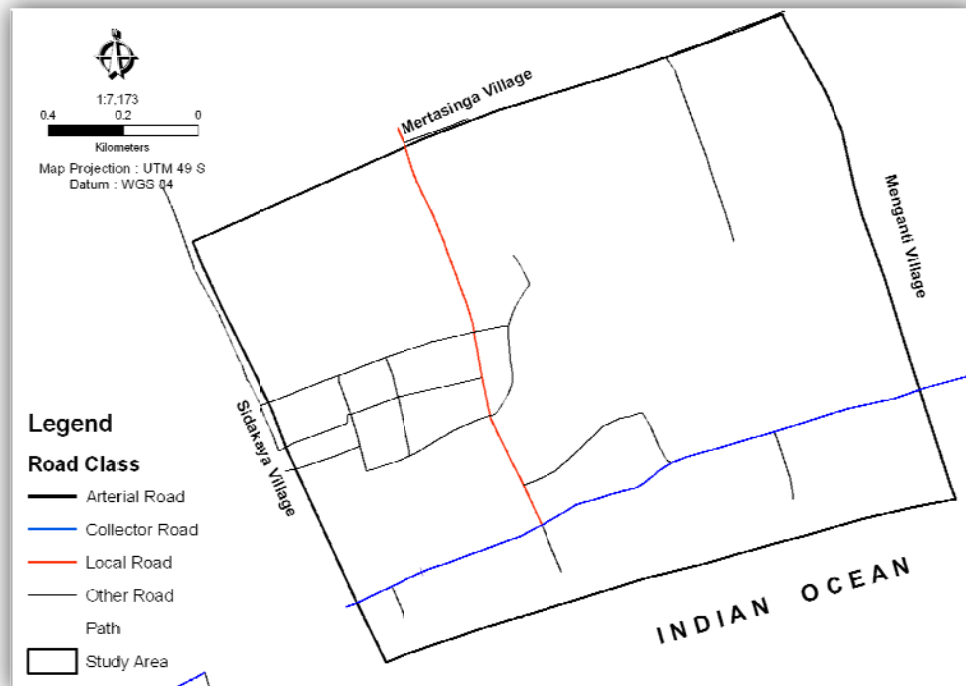 1:7,173
0.4 0.2 0
Kilometers
Map Projection : UTM 49 S
Datum : WGS 84
Mertasinga Village
Menganti Village
Sidakaya Village
INDIAN OCEAN
Legend
Road Class
Arterial Road
Collector Road
Local Road
Other Road
Path
Study Area